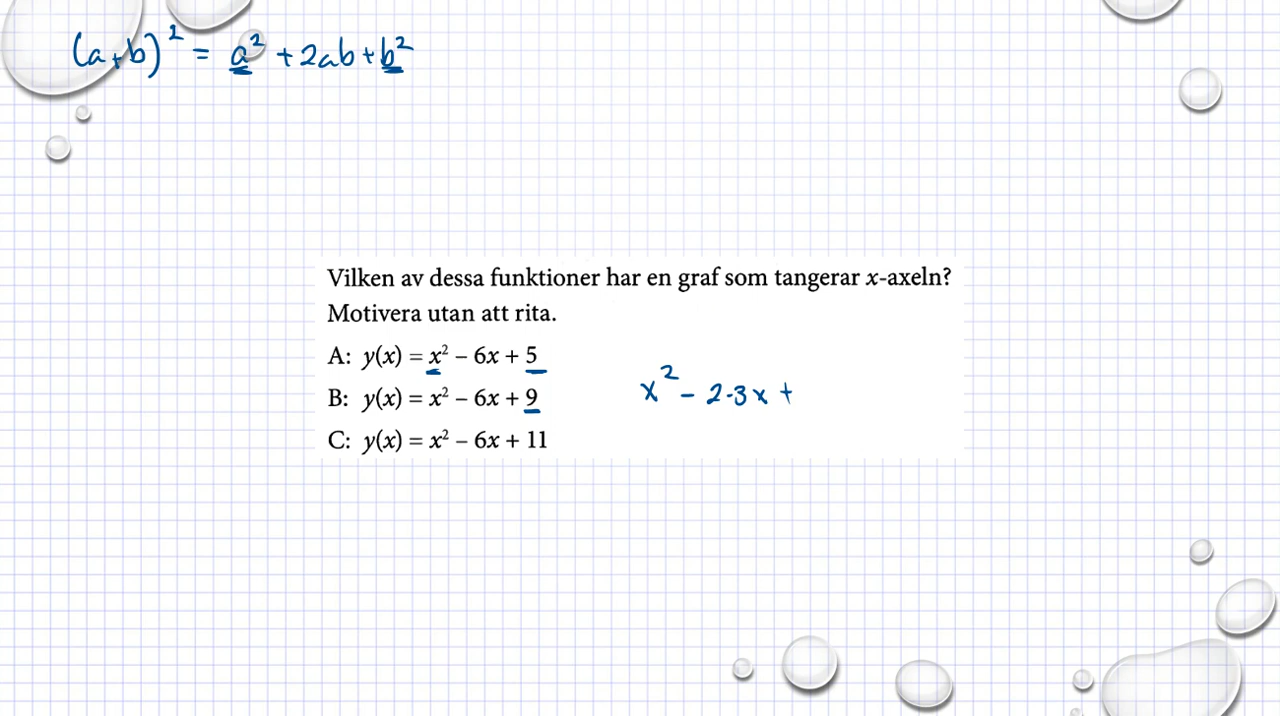 (a+b)² = a² + 2ab + b²
Vilken av dessa funktioner har en graf som tangerar x-axeln?
Motivera utan att rita.
A: y(x) = x² – 6x + 5
B: y(x) = x² – 6x + 9
x² – 2·3x +
C: y(x) = x² – 6x + 11